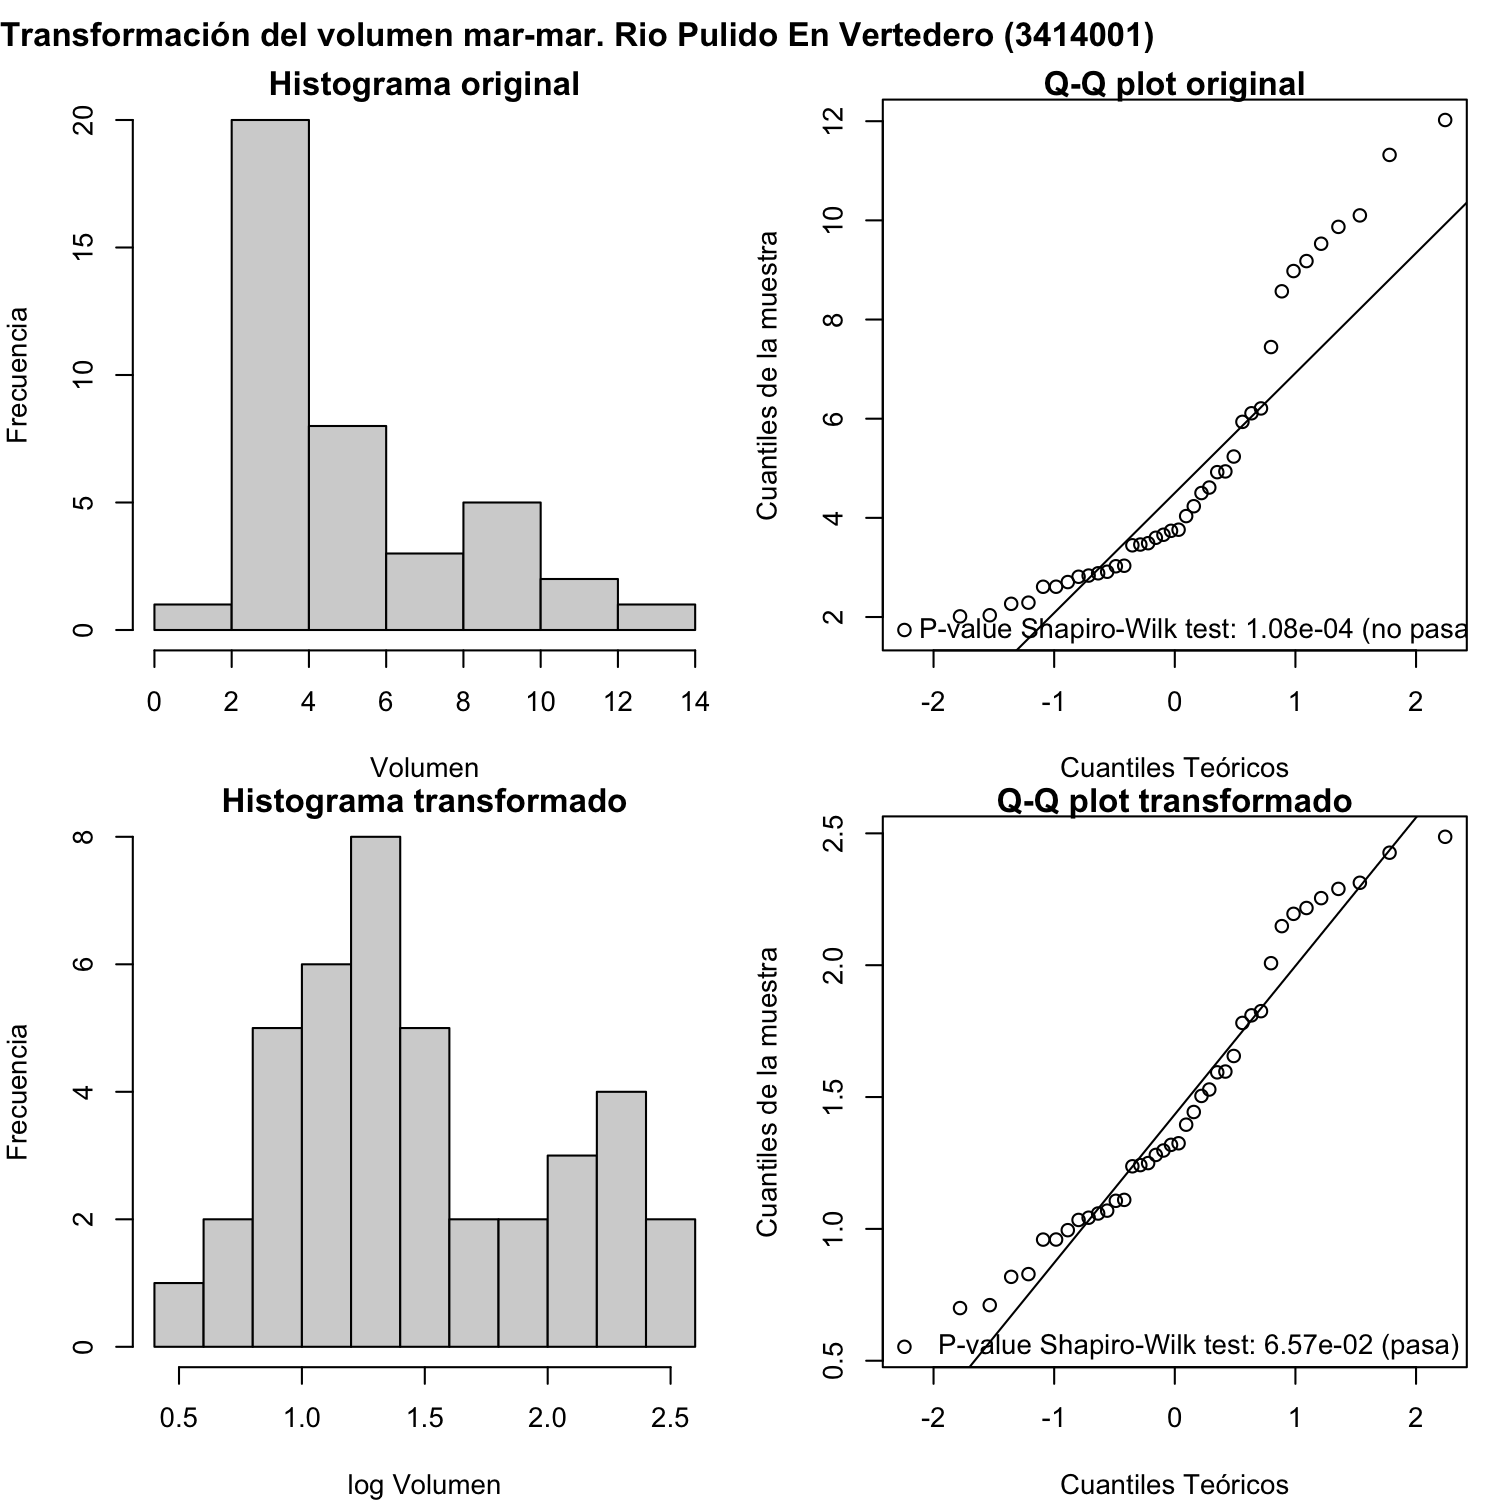 Transformación del volumen mar-mar. Rio Pulido En Vertedero (3414001)
Histograma original
Frecuencia
20
15
10
5
0
0 2 4 6 8 10 12 14
Volumen
Q-Q plot original
Cuantiles de la muestra
12
10
8
6
4
2
P-value Shapiro-Wilk test: 1.08e-04 (no pasa
-2 -1 0 1 2
Cuantiles Teóricos
Histograma transformado
Frecuencia
8
6
4
2
0
0.5 1.0 1.5 2.0 2.5
log Volumen
Q-Q plot transformado
Cuantiles de la muestra
2.5
2.0
1.5
1.0
0.5
P-value Shapiro-Wilk test: 6.57e-02 (pasa)
-2 -1 0 1 2
Cuantiles Teóricos